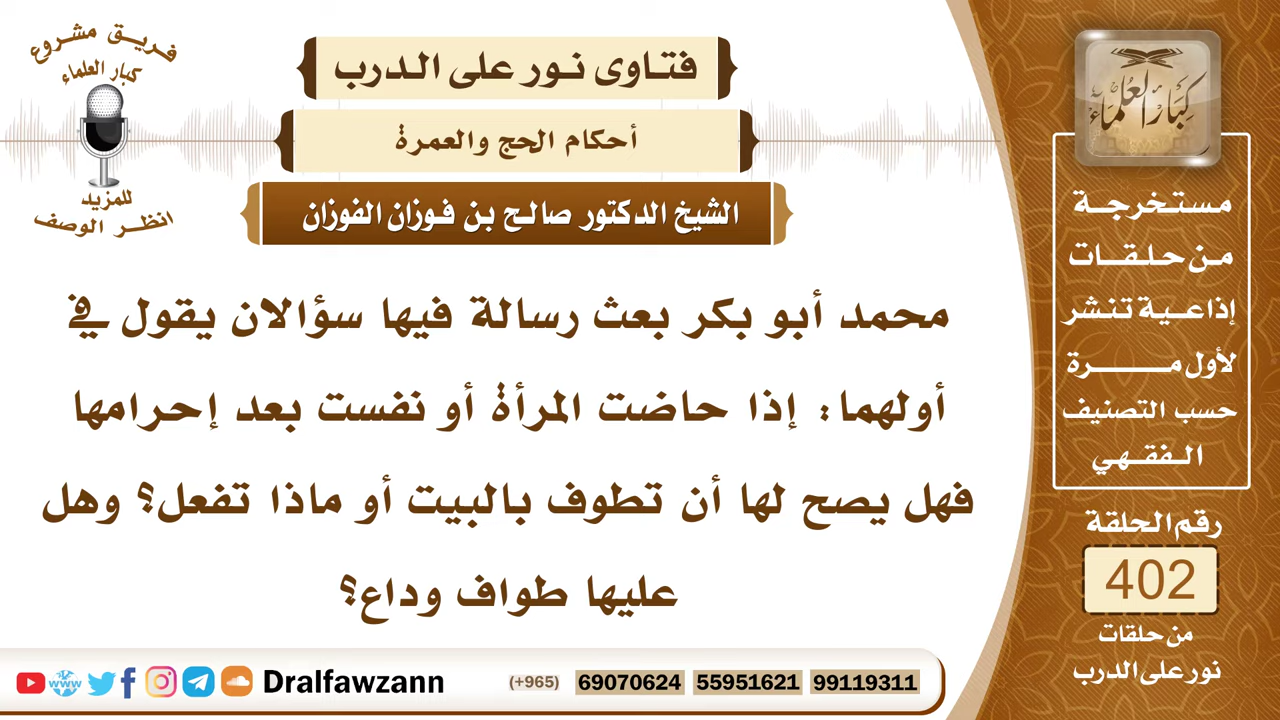 فريق مشروع
كبار العلماء
للمزيد
انظر الوصف
فتاوى نور على الدرب
أحكام الحج والعمرة
الشيخ الدكتور صالح بن فوزان الفوزان
محمد أبو بكر بعث رسالة فيها سؤالان يقول في
أولهما: إذا حاضت المرأة أو نفست بعد إحرامها
فهل يصح لها أن تطوف بالبيت أو ماذا تفعل؟ وهل
عليها طواف وداع؟
كبار العلماء
مستخرجة
من حلقات
إذاعية تنشر
لأول مرة
حسب التصنيف
الفقهي
رقم الحلقة
402
من حلقات
نور على الدرب
www Dralfawzann (+965) 69070624 55951621 99119311